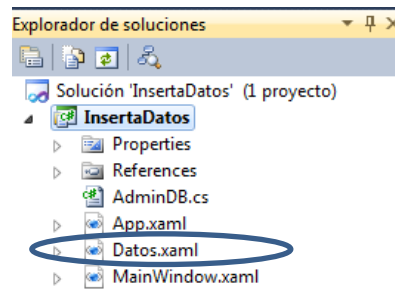 Explorador de soluciones
Solución 'InsertaDatos' (1 proyecto)
InsertaDatos
Properties
References
AdminDB.cs
App.xaml
Datos.xaml
MainWindow.xaml